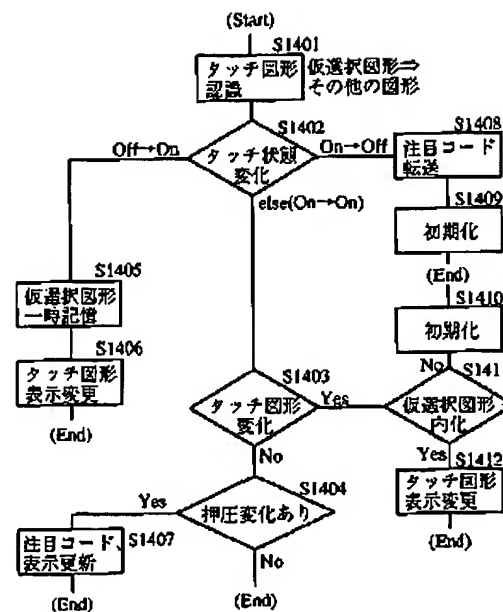 (Start)
S1401
タッチ図形
認識
仮選択図形⇒
その他の図形
S1402
タッチ状態
変化
Off→On
On→Off
else(On→On)
S1408
注目コード
転送
S1409
初期化
(End)
S1410
初期化
S1405
仮選択図形
一時記憶
S1406
タッチ図形
表示変更
(End)
S1403
タッチ図形
変化
Yes
No
No
S141
仮選択図形
内化
Yes
S1412
タッチ図形
表示変更
(End)
S1404
押圧変化あり
Yes
No
S1407
注目コード、
表示更新
(End)
(End)